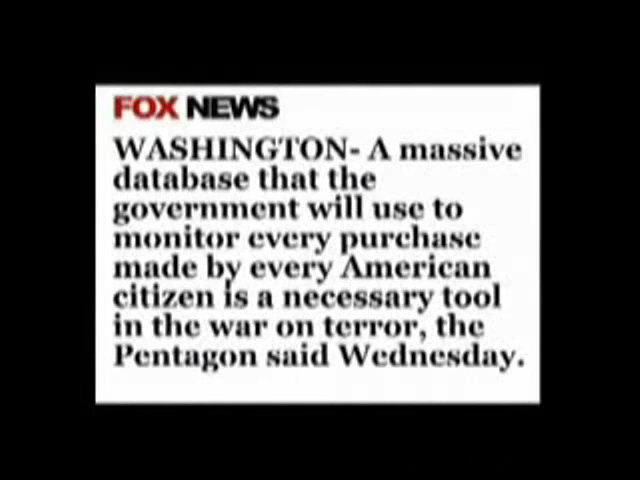 FOX NEWS
WASHINGTON- A massive
database that the
government will use to
monitor every purchase
made by every American
citizen is a necessary tool
in the war on terror, the
Pentagon said Wednesday.